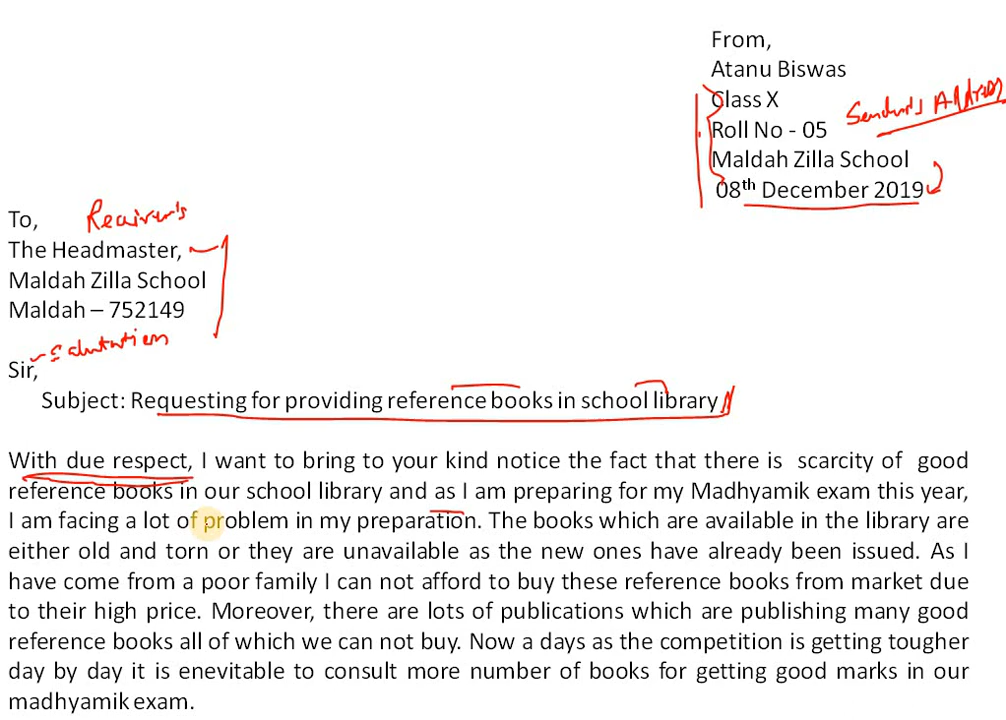 From,
Atanu Biswas
Class X
Sendur's Address
Roll No - 05
Maldah Zilla School
08th December 2019
To,
Reciver's
The Headmaster,
Maldah Zilla School
Maldah – 752149
Salutation
Sir,
Subject: Requesting for providing reference books in school library
With due respect, I want to bring to your kind notice the fact that there is scarcity of good
reference books in our school library and as I am preparing for my Madhyamik exam this year,
I am facing a lot of problem in my preparation. The books which are available in the library are
either old and torn or they are unavailable as the new ones have already been issued. As I
have come from a poor family I can not afford to buy these reference books from market due
to their high price. Moreover, there are lots of publications which are publishing many good
reference books all of which we can not buy. Now a days as the competition is getting tougher
day by day it is enevitable to consult more number of books for getting good marks in our
madhyamik exam.